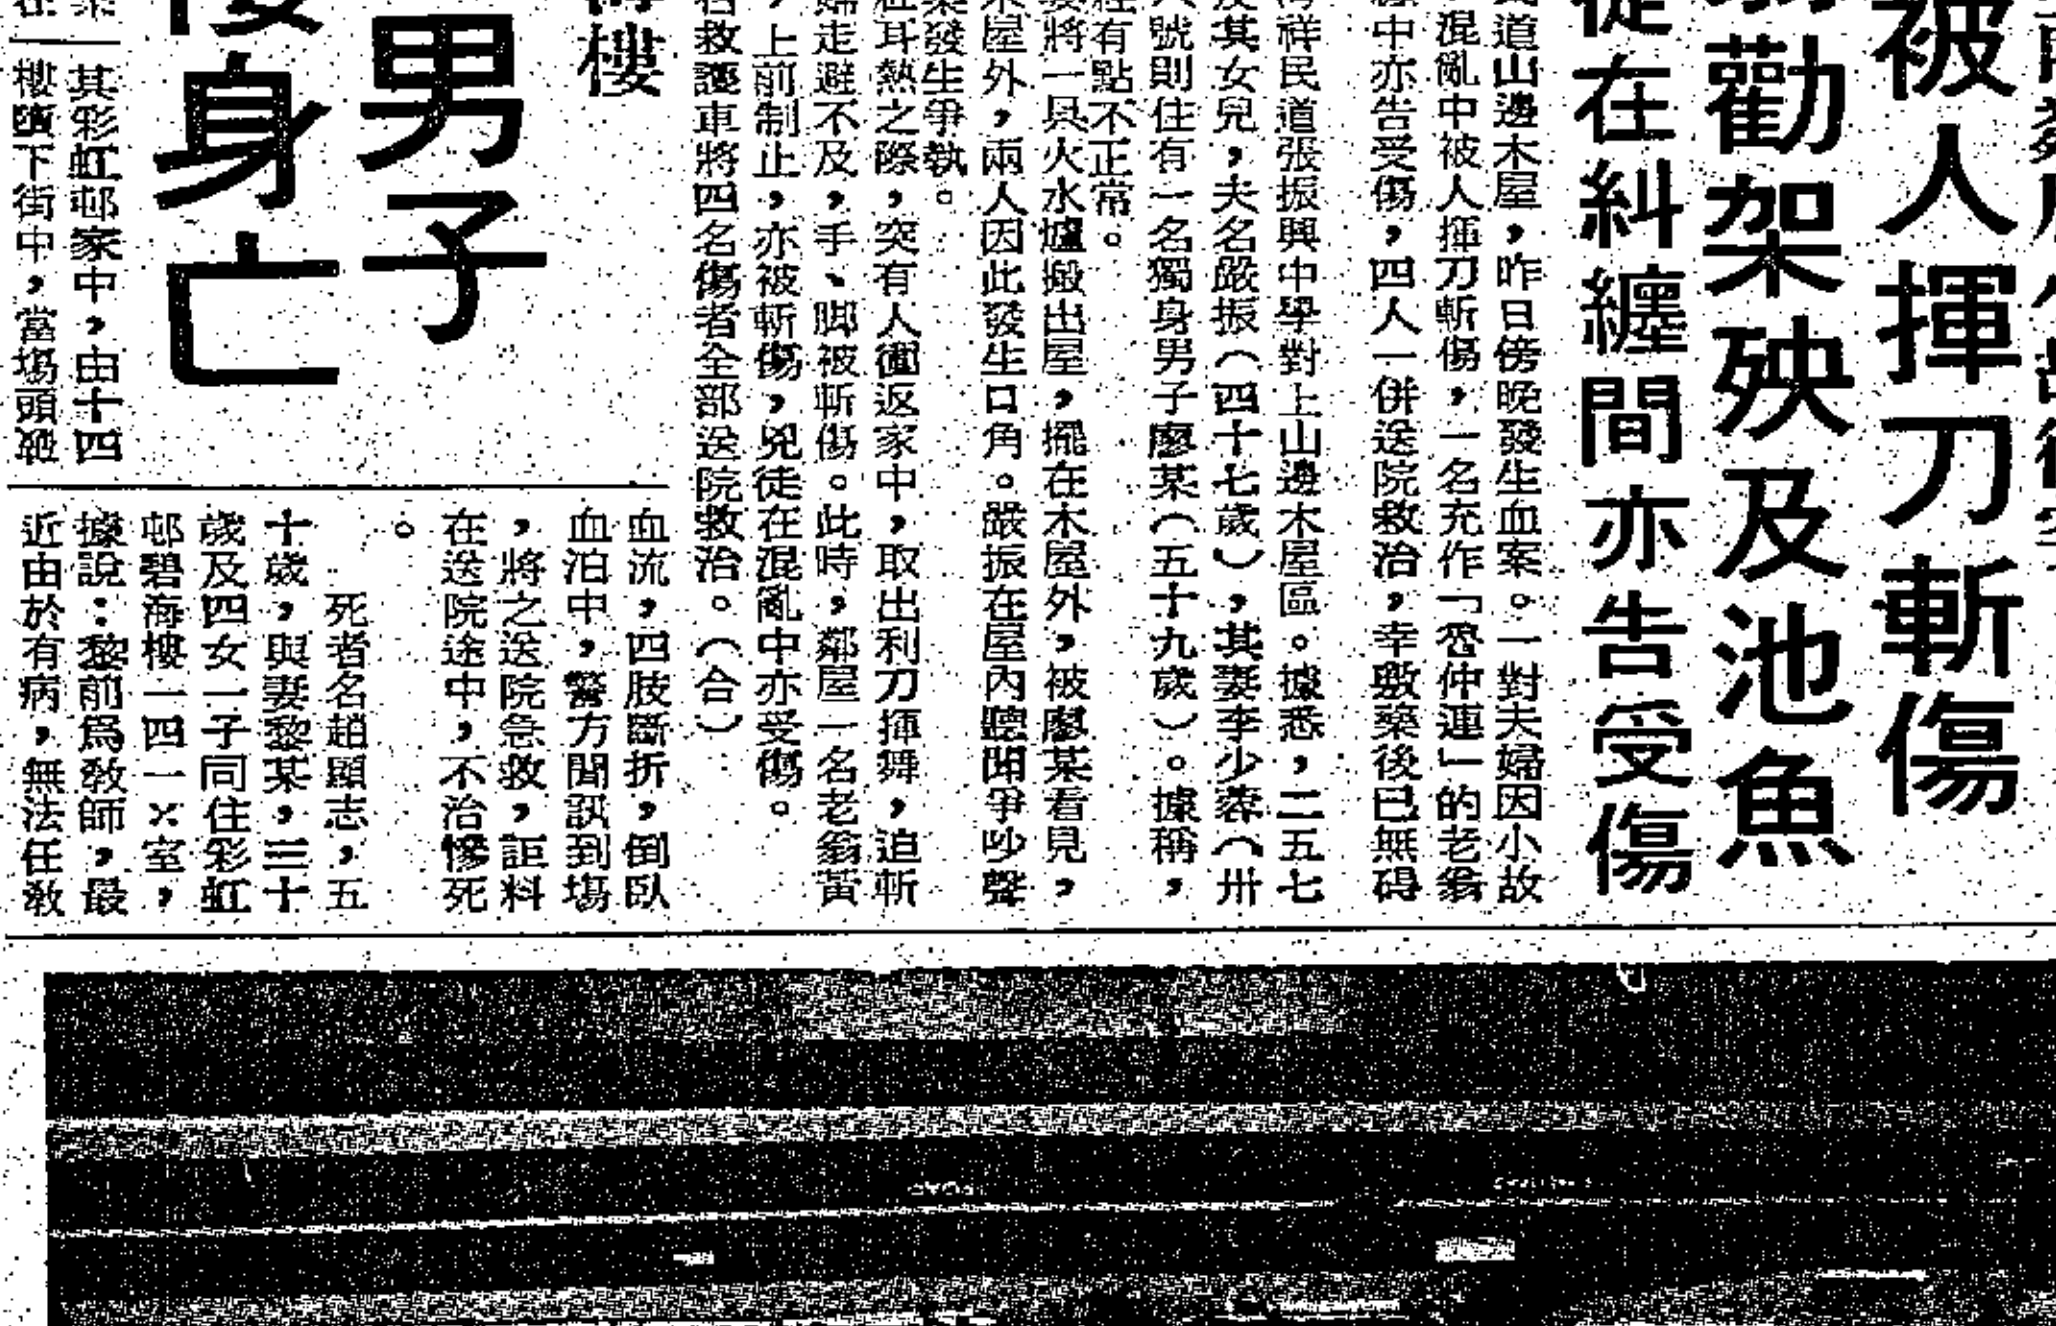 被人揮刀斬傷
勸架殃及池魚
徒在糾纏間亦告受傷
道山邊木屋，昨日傍晚發生血案。一對夫婦因小故
混亂中被人揮刀斬傷，一名充作「魯仲連」的老翁
中亦告受傷，四人一併送院救治，幸敷藥後已無碍
祥民道張振興中學對上山邊木屋區。據悉，二五七
及其女兒，夫名嚴振（四十七歲），其妻李少蓉（卅
號則住有一名獨身男子廖某（五十九歲）。據稱，
經有點不正常。
將一具火水爐搬出屋，擺在木屋外，被廖某看見，
木屋外，兩人因此發生口角。嚴振在屋內聽聞爭吵聲
發生爭執。
紅耳熱之際，突有人衝返家中，取出利刀揮舞，追斬
婦走避不及，手、脚被斬傷。此時，鄰屋一名老翁黃
，上前制止，亦被斬傷，兇徒在混亂中亦受傷。
救護車將四名傷者全部送院救治。（合）
樓
男子
樓身亡
其彩虹邨家中，由十四
樓墮下街中，當場頭破
血流，四肢斷折，倒臥
血泊中，警方聞訊到場
，將之送院急救，詎料
在送院途中，不治慘死
。
死者名趙顯志，五
十歲，與妻黎某，三十
歲及四女一子同住彩虹
邨碧海樓一四一ㄨ室，
據說：黎前爲教師，最
近由於有病，無法任教